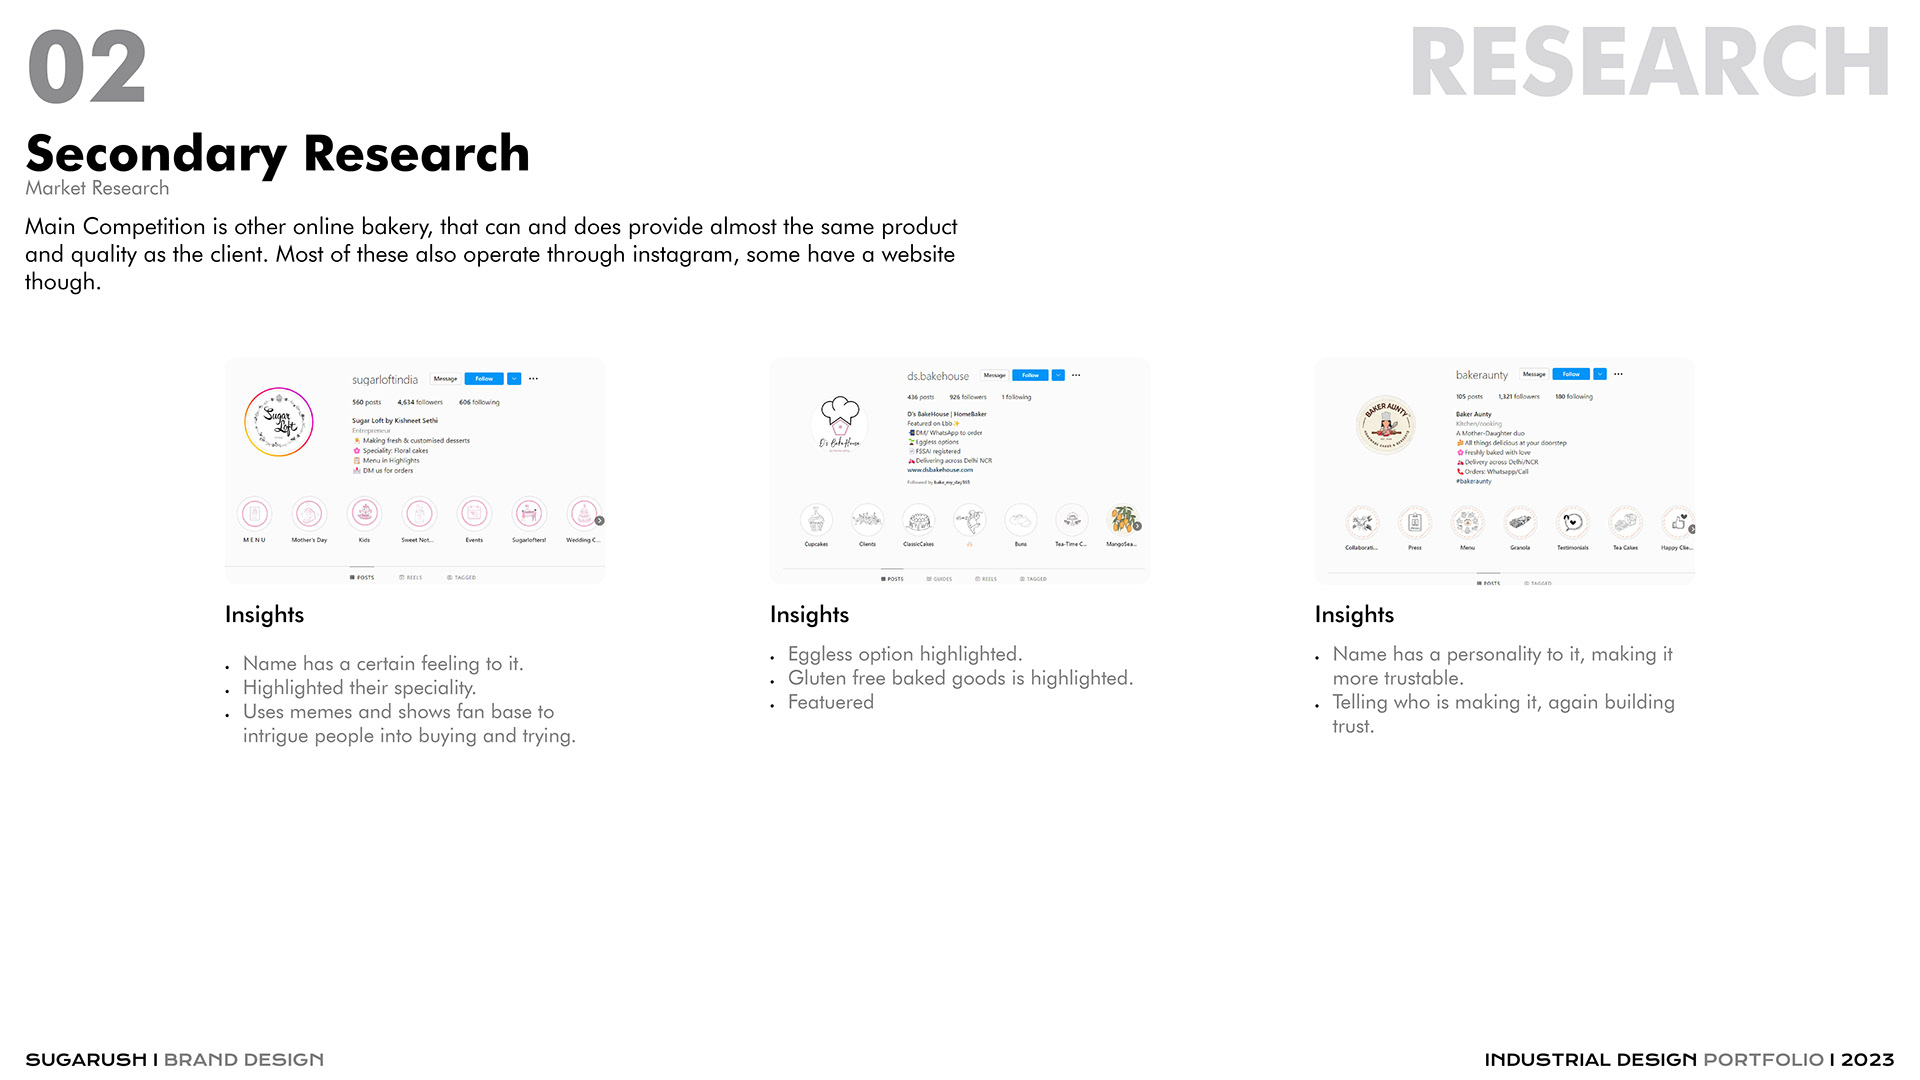 02
RESEARCH
Secondary Research
Market Research
Main Competition is other online bakery, that can and does provide almost the same product
and quality as the client. Most of these also operate through instagram, some have a website
though.
sugarloftindia Message Follow
560 posts 4,634 followers 606 following
Sugar Loft by Kishneet Sethi
Entrepreneur
Making fresh & customised desserts
Speciality: Floral cakes
Menu in Highlights
DM us for orders
Sugar
Loft
MENU Mother's Day Kids Sweet Not... Events Sugarlofters! Wedding C...
POSTS REELS TAGGED
ds.bakehouse Message Follow
436 posts 926 followers 1 following
D's BakeHouse | HomeBaker
Featured on Lbb
DM/ WhatsApp to order
Eggless options
FSSAI registered
Delivering across Delhi NCR
www.dsbakehouse.com
Followed by bake_my_day365
D's BakeHouse
Cupcakes Clients ClassicCakes Buns Tea-Time C... MangoSea...
POSTS GUIDES REELS TAGGED
bakeraunty Message Follow
105 posts 1,321 followers 180 following
Baker Aunty
Kitchen/cooking
A Mother-Daughter duo
All things delicious at your doorstep
Freshly baked with love
Delivery across Delhi/NCR
Orders: Whatsapp/Call
#bakeraunty
BAKER AUNTY
Collaborati... Press Menu Granola Testimonials Tea Cakes Happy Clie...
POSTS TAGGED
Insights
• Name has a certain feeling to it.
• Highlighted their speciality.
• Uses memes and shows fan base to
intrigue people into buying and trying.
Insights
• Eggless option highlighted.
• Gluten free baked goods is highlighted.
• Featuered
Insights
• Name has a personality to it, making it
more trustable.
• Telling who is making it, again building
trust.
SUGARUSH I BRAND DESIGN
INDUSTRIAL DESIGN PORTFOLIO I 2023